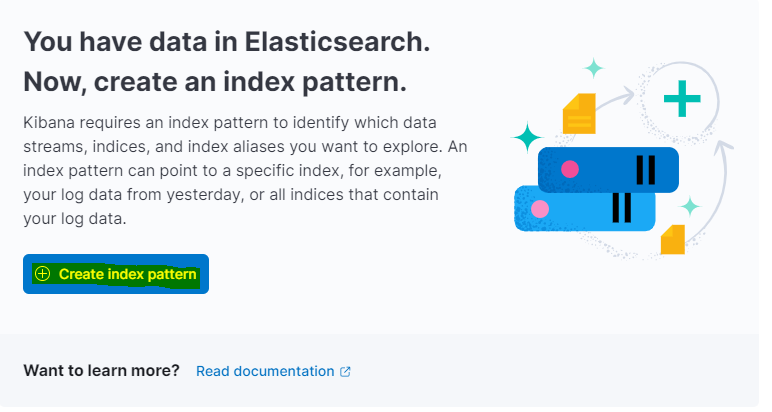 You have data in Elasticsearch.
Now, create an index pattern.
Kibana requires an index pattern to identify which data
streams, indices, and index aliases you want to explore. An
index pattern can point to a specific index, for example,
your log data from yesterday, or all indices that contain
your log data.
Create index pattern
Want to learn more? Read documentation